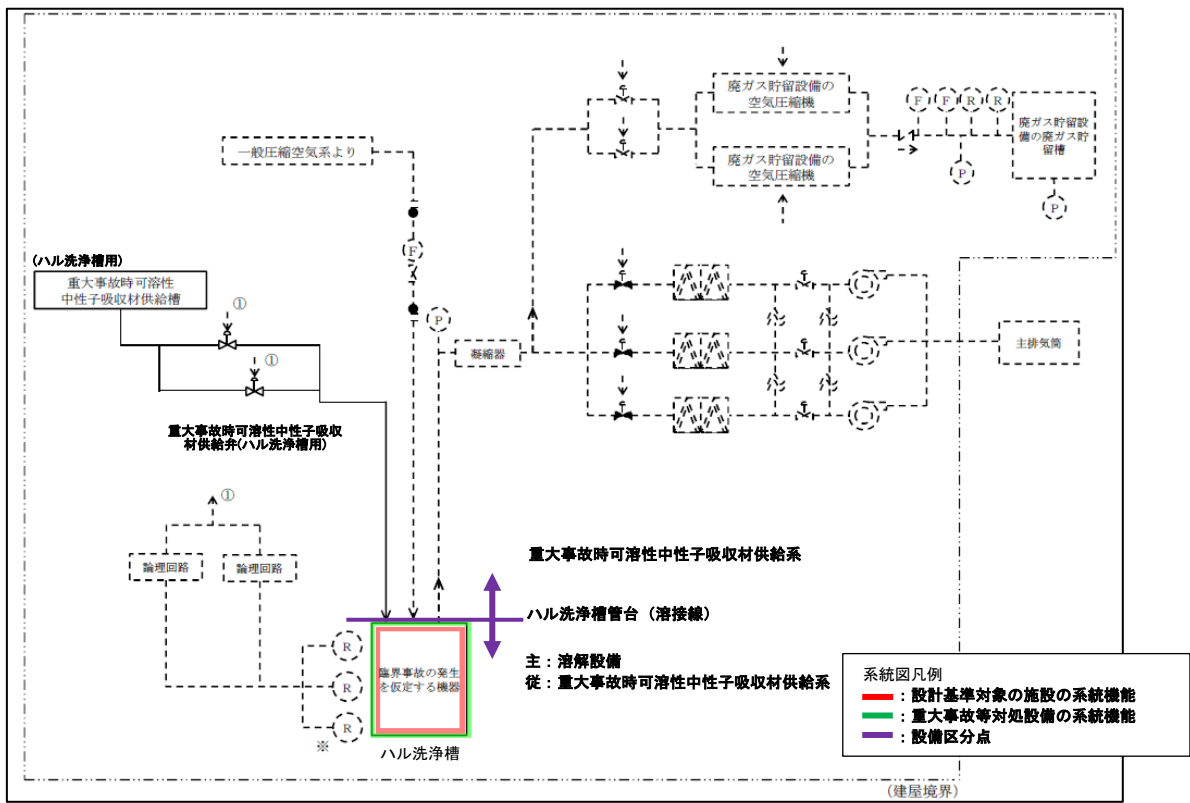 廃ガス貯留設備の
空気圧縮機
F
F
R
R
廃ガス貯留設
備の廃ガス貯
留槽
一般圧縮空気系より
廃ガス貯留設備の
空気圧縮機
P
P
F
(ハル洗浄槽用)
重大事故時可溶性
中性子吸収材供給槽
①
P
凝縮器
主排気筒
①
重大事故時可溶性中性子吸収
材供給弁(ハル洗浄槽用)
①
論理回路
論理回路
重大事故時可溶性中性子吸収材供給系
ハル洗浄槽管台（溶接線）
R
臨界事故の発生
を仮定する機器
R
R
※
ハル洗浄槽
主：溶解設備
従：重大事故時可溶性中性子吸収材供給系
系統図凡例
：設計基準対象の施設の系統機能
：重大事故等対処設備の系統機能
：設備区分点
(建屋境界)